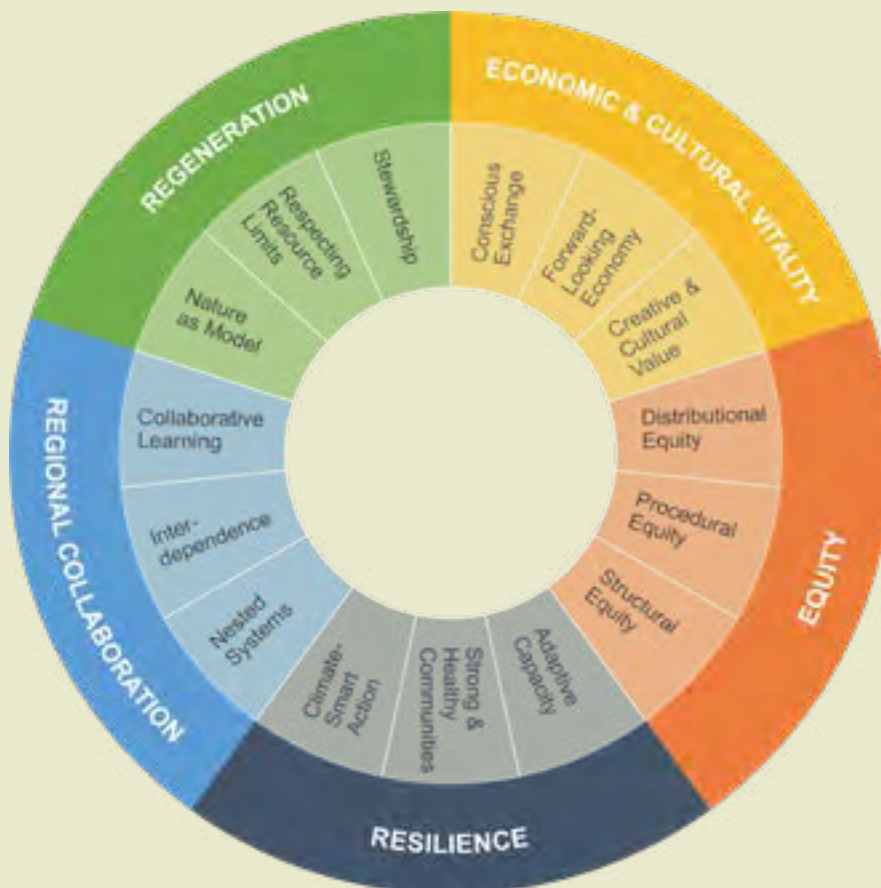 ECONOMIC & CULTURAL VITALITY
Conscious
Exchange
Forward-
Looking
Economy
Creative &
Cultural
Value
EQUITY
Distributional
Equity
Procedural
Equity
Structural
Equity
RESILIENCE
Adaptive
Capacity
Strong &
Healthy
Communities
Climate-
Smart
Action
REGIONAL COLLABORATION
Nested
Systems
Inter-
dependence
Collaborative
Learning
REGENERATION
Nature
as Model
Respecting
Resource
Limits
Stewardship